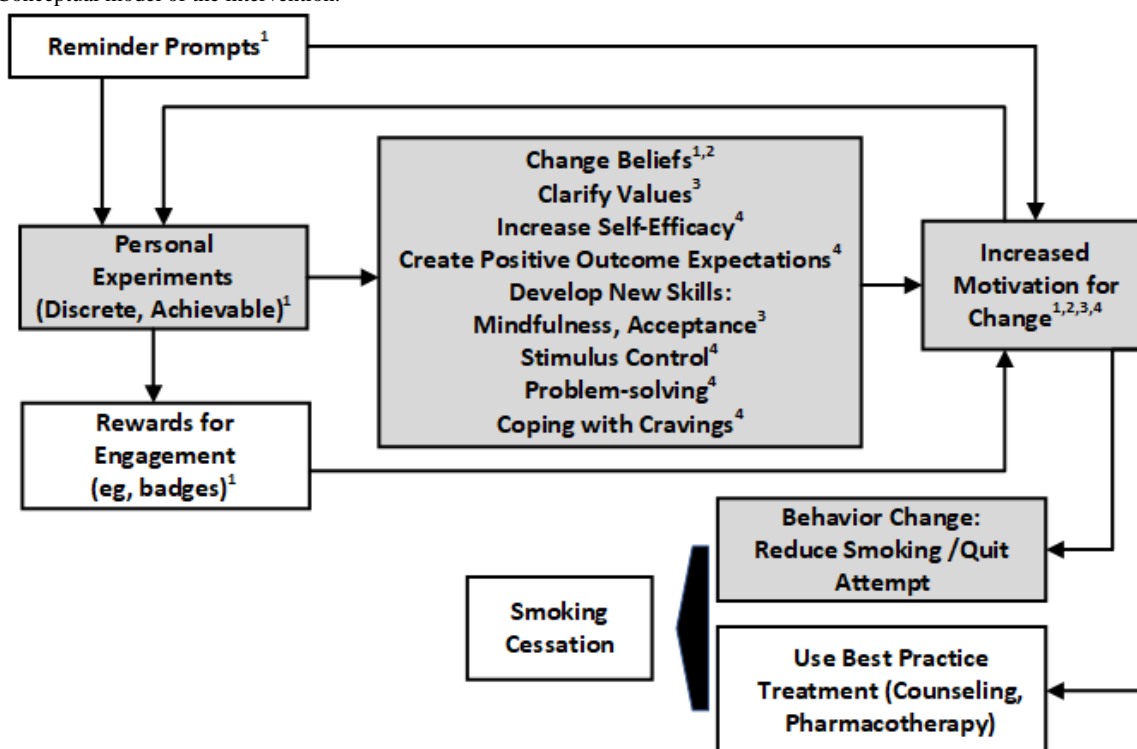 Conceptual model of the intervention.
Reminder Prompts1
Change Beliefs1,2
Clarify Values3
Increase Self-Efficacy4
Create Positive Outcome Expectations4
Develop New Skills:
Mindfulness, Acceptance3
Stimulus Control4
Problem-solving4
Coping with Cravings4
Personal
Experiments
(Discrete, Achievable)1
Increased
Motivation for
Change1,2,3,4
Rewards for
Engagement
(eg, badges)1
Behavior Change:
Reduce Smoking /Quit
Attempt
Smoking
Cessation
Use Best Practice
Treatment (Counseling,
Pharmacotherapy)